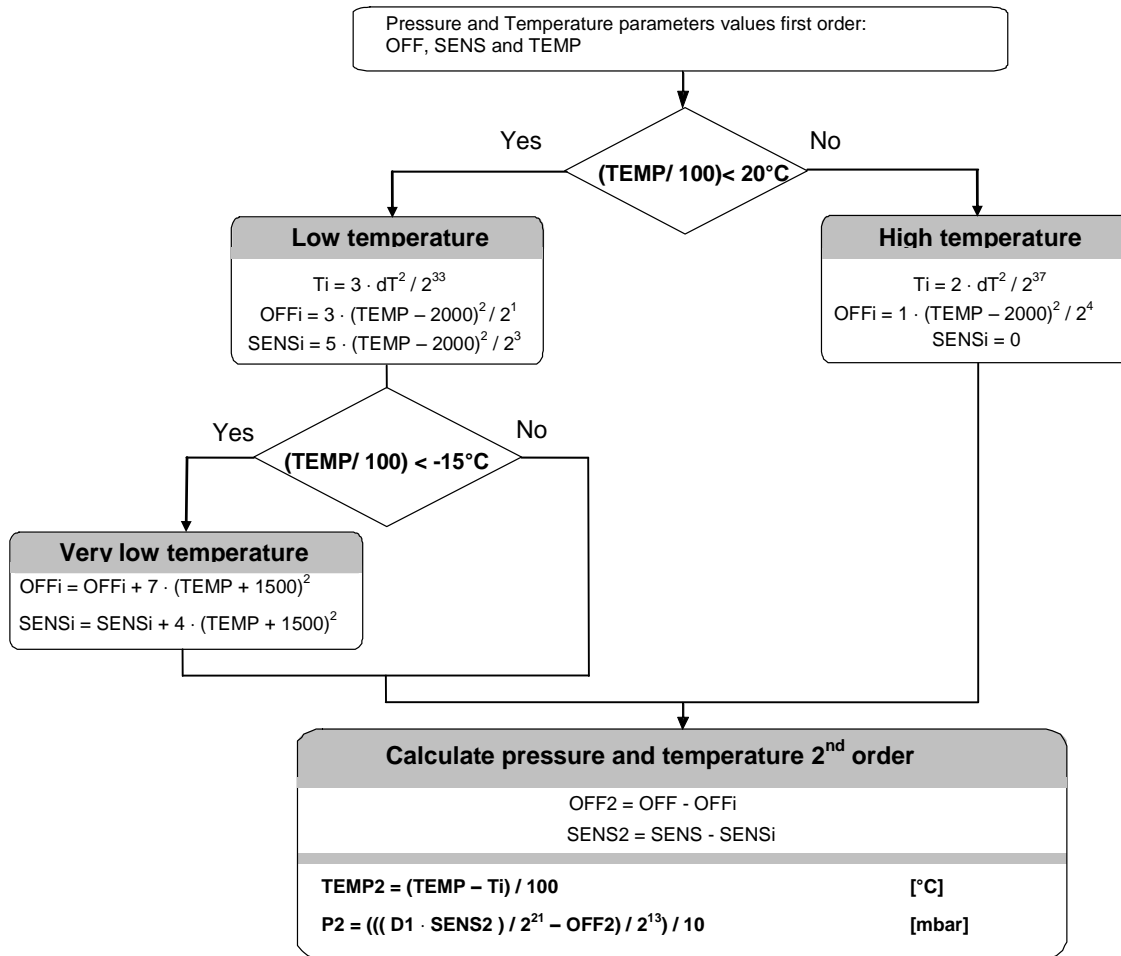 Pressure and Temperature parameters values first order:
OFF, SENS and TEMP
Yes
No
(TEMP/ 100)< 20°C
Low temperature
Ti = 3 · dT² / 2³³
OFFi = 3 · (TEMP – 2000)² / 2¹
SENSi = 5 · (TEMP – 2000)² / 2³
High temperature
Ti = 2 · dT² / 2³⁷
OFFi = 1 · (TEMP – 2000)² / 2⁴
SENSi = 0
Yes
No
(TEMP/ 100) < -15°C
Very low temperature
OFFi = OFFi + 7 · (TEMP + 1500)²
SENSi = SENSi + 4 · (TEMP + 1500)²
Calculate pressure and temperature 2ⁿᵈ order
OFF2 = OFF - OFFi
SENS2 = SENS - SENSi
TEMP2 = (TEMP – Ti) / 100 [°C]
P2 = ((( D1 · SENS2 ) / 2²¹ – OFF2) / 2¹³) / 10 [mbar]